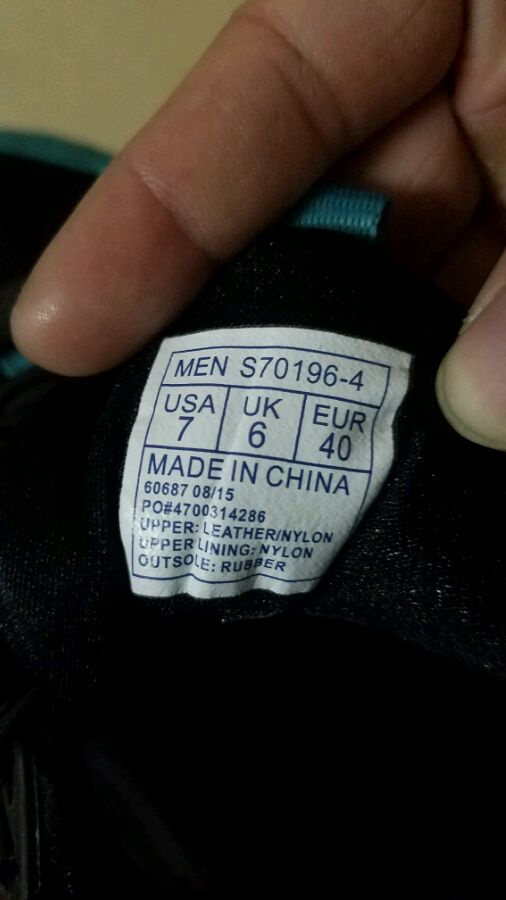 MEN S70196-4
USA UK EUR
7 6 40
MADE IN CHINA
60687 08/15
PO#4700314286
UPPER: LEATHER/NYLON
UPPER LINING: NYLON
OUTSOLE: RUBBER